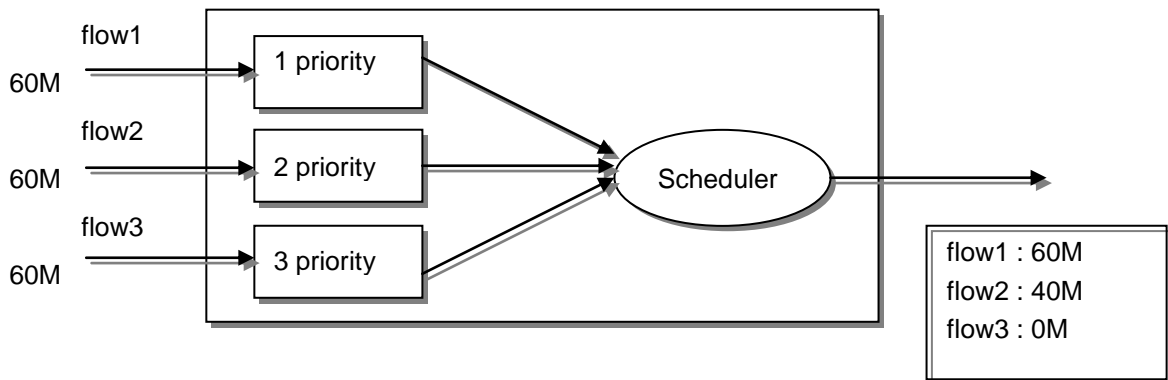 flow1
60M
1 priority
flow2
60M
2 priority
flow3
60M
3 priority
Scheduler
flow1 : 60M
flow2 : 40M
flow3 : 0M